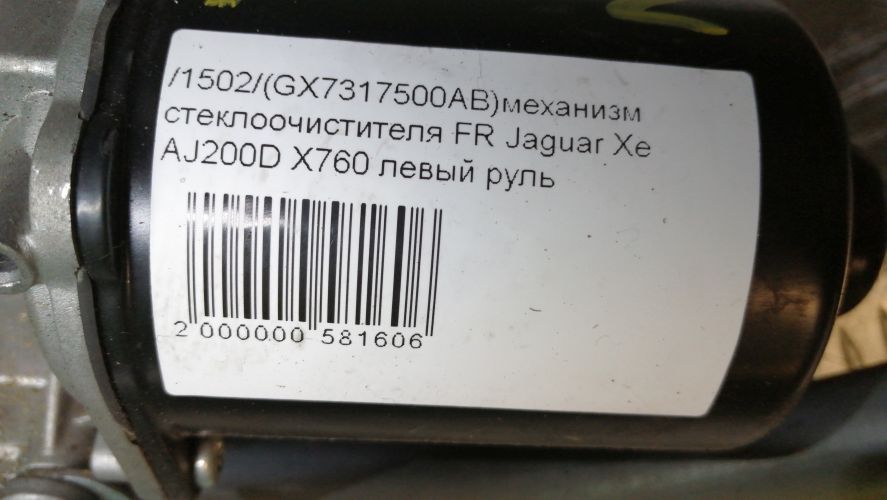 /1502/(GX7317500AB)механизм
стеклоочистителя FR Jaguar Xe
AJ200D X760 левый руль
2 000000 581606